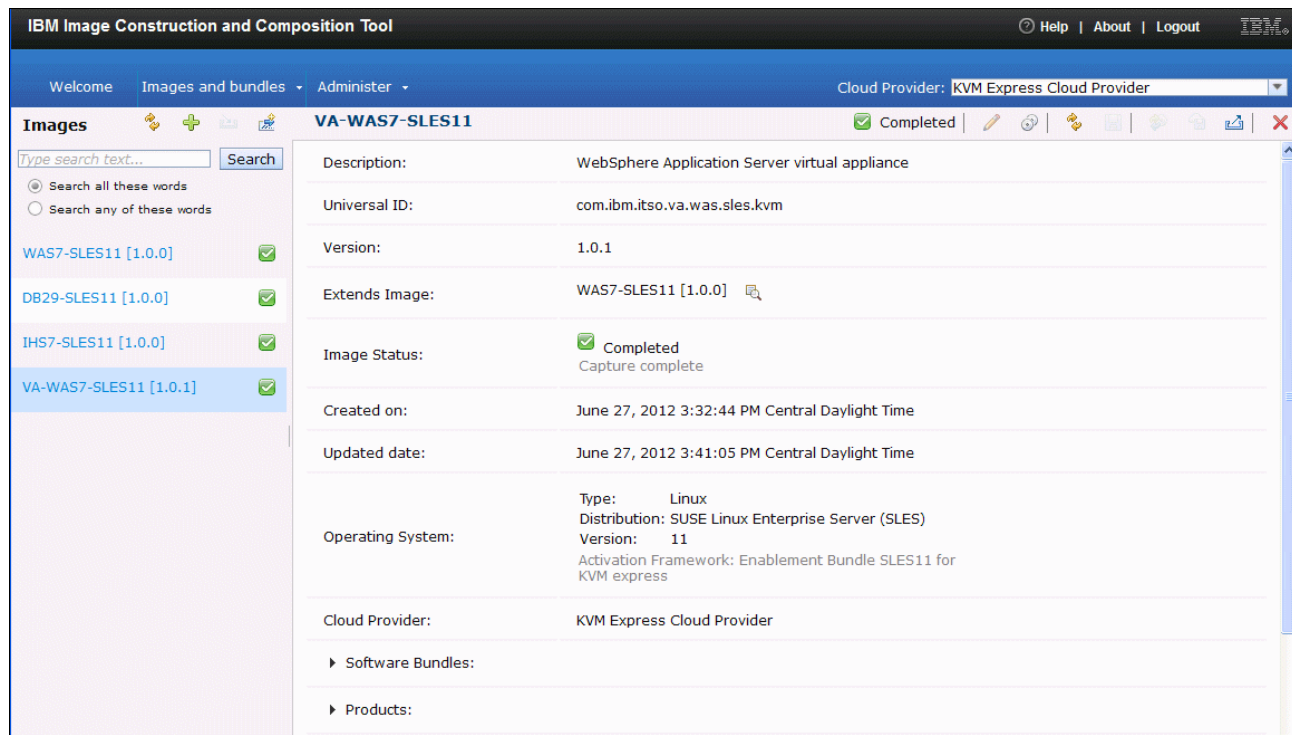 IBM Image Construction and Composition Tool
Help | About | Logout
IBM®
Welcome
Images and bundles
Administer
Cloud Provider: KVM Express Cloud Provider
Images
VA-WAS7-SLES11
Completed
Type search text...
Search
Search all these words
Search any of these words
WAS7-SLES11 [1.0.0]
DB29-SLES11 [1.0.0]
IHS7-SLES11 [1.0.0]
VA-WAS7-SLES11 [1.0.1]
Description: WebSphere Application Server virtual appliance
Universal ID: com.ibm.itso.va.was.sles.kvm
Version: 1.0.1
Extends Image: WAS7-SLES11 [1.0.0]
Image Status: Completed
Capture complete
Created on: June 27, 2012 3:32:44 PM Central Daylight Time
Updated date: June 27, 2012 3:41:05 PM Central Daylight Time
Operating System:
Type: Linux
Distribution: SUSE Linux Enterprise Server (SLES)
Version: 11
Activation Framework: Enablement Bundle SLES11 for
KVM express
Cloud Provider: KVM Express Cloud Provider
Software Bundles:
Products: